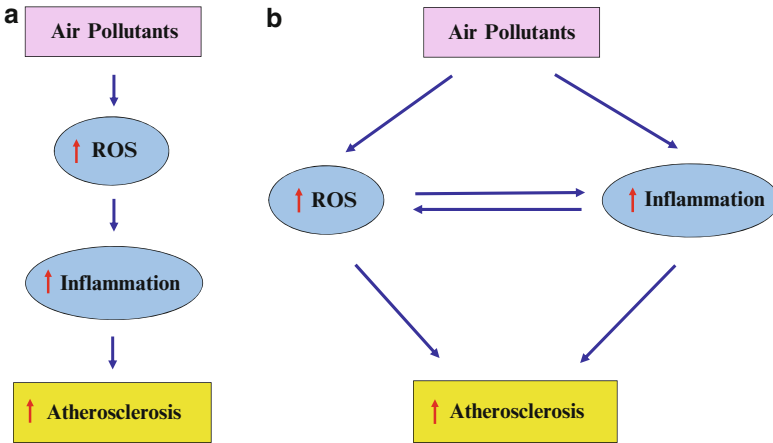 a
Air Pollutants
ROS
Inflammation
Atherosclerosis
b
Air Pollutants
ROS
Inflammation
Atherosclerosis